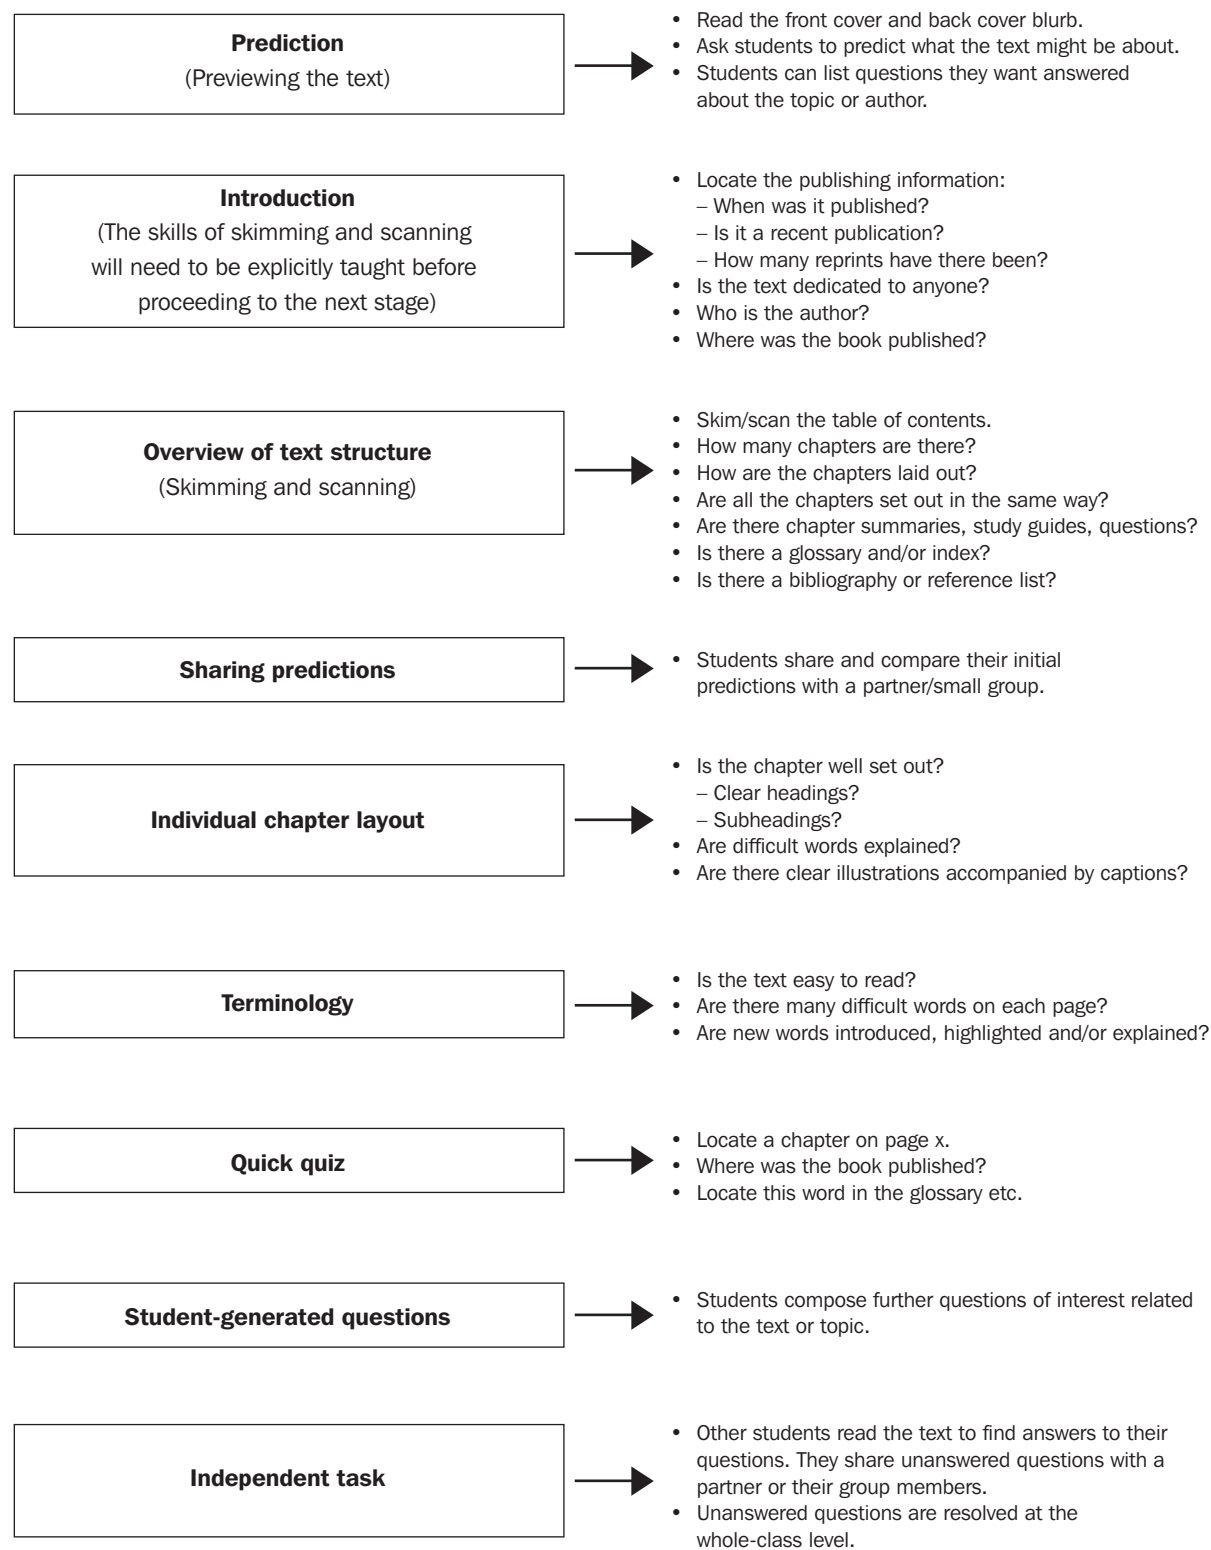 Prediction
(Previewing the text)
• Read the front cover and back cover blurb.
• Ask students to predict what the text might be about.
• Students can list questions they want answered
about the topic or author.
Introduction
(The skills of skimming and scanning
will need to be explicitly taught before
proceeding to the next stage)
• Locate the publishing information:
– When was it published?
– Is it a recent publication?
– How many reprints have there been?
• Is the text dedicated to anyone?
• Who is the author?
• Where was the book published?
Overview of text structure
(Skimming and scanning)
• Skim/scan the table of contents.
• How many chapters are there?
• How are the chapters laid out?
• Are all the chapters set out in the same way?
• Are there chapter summaries, study guides, questions?
• Is there a glossary and/or index?
• Is there a bibliography or reference list?
Sharing predictions
• Students share and compare their initial
predictions with a partner/small group.
Individual chapter layout
• Is the chapter well set out?
– Clear headings?
– Subheadings?
• Are difficult words explained?
• Are there clear illustrations accompanied by captions?
Terminology
• Is the text easy to read?
• Are there many difficult words on each page?
• Are new words introduced, highlighted and/or explained?
Quick quiz
• Locate a chapter on page x.
• Where was the book published?
• Locate this word in the glossary etc.
Student-generated questions
• Students compose further questions of interest related
to the text or topic.
Independent task
• Other students read the text to find answers to their
questions. They share unanswered questions with a
partner or their group members.
• Unanswered questions are resolved at the
whole-class level.